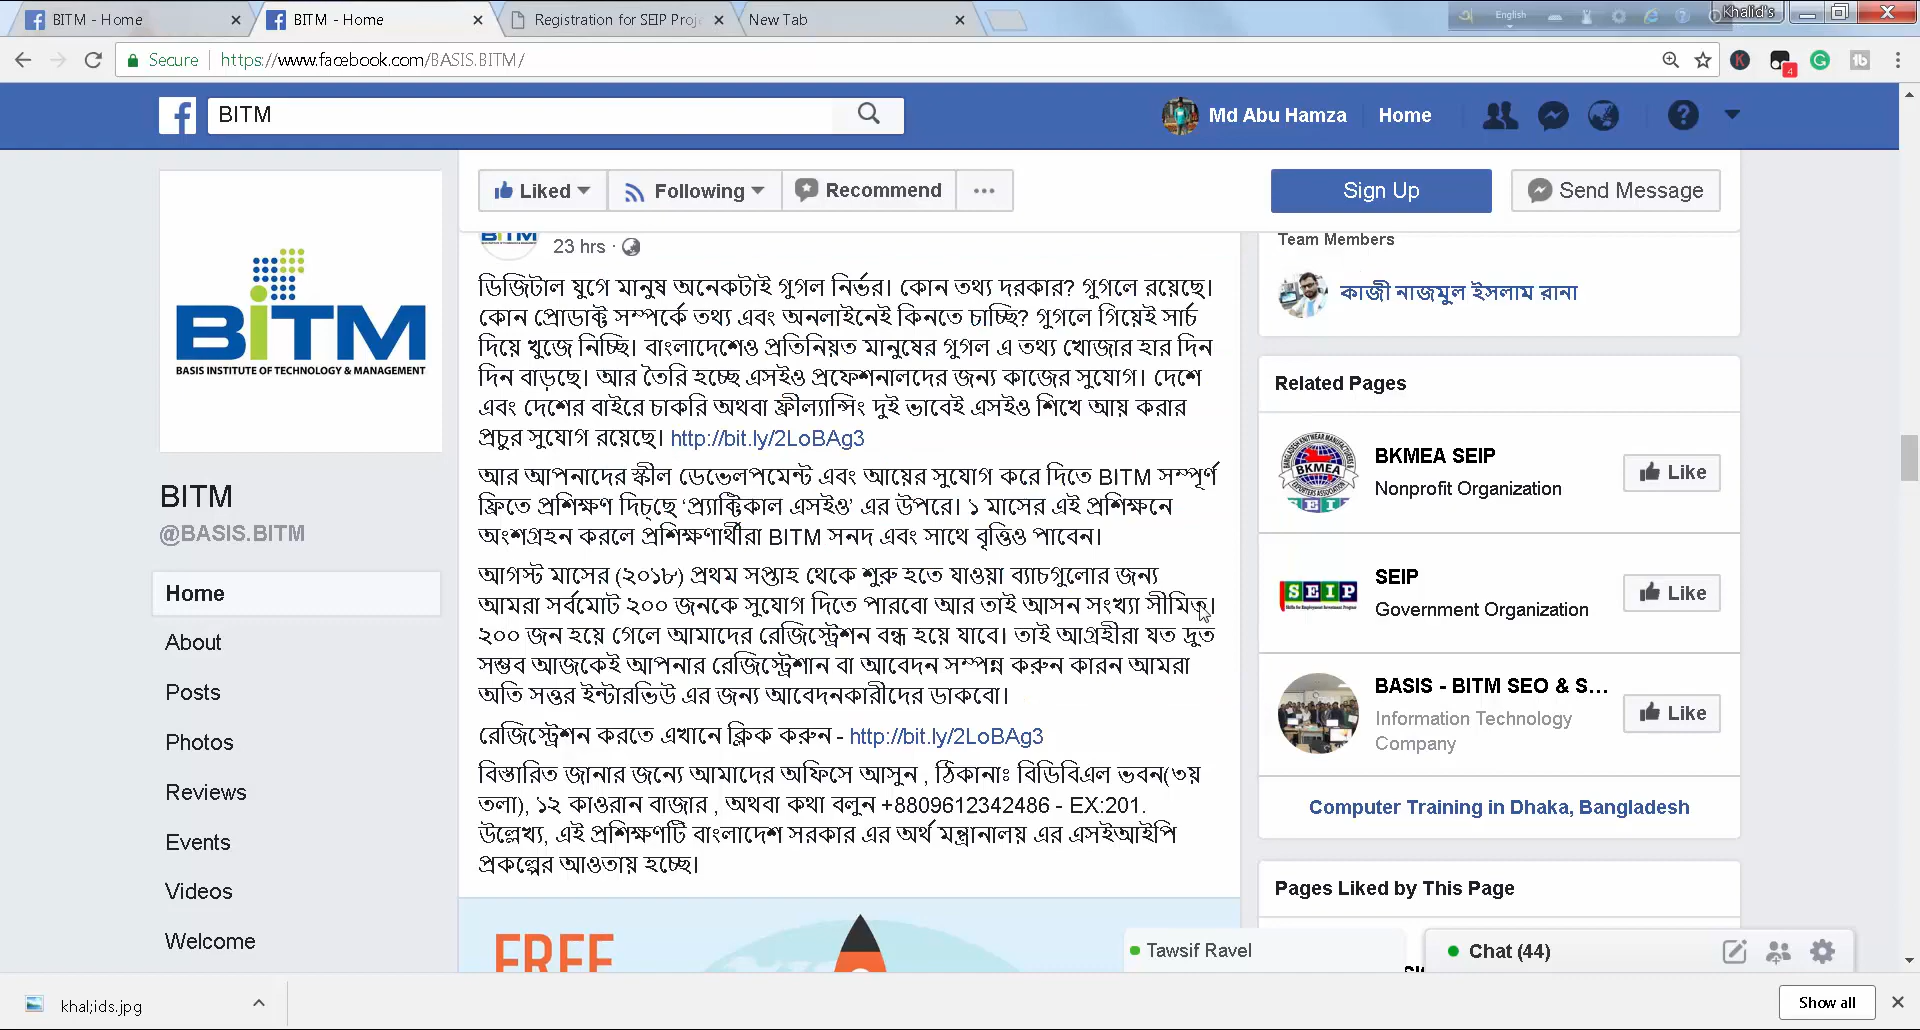 BITM - Home
BITM - Home
Registration for SEIP Proje
New Tab
English
Khalid's
Secure
https://www.facebook.com/BASIS.BITM/
4
BITM
Md Abu Hamza
Home
Liked
Following
Recommend
Sign Up
Send Message
BiTM
BASIS INSTITUTE OF TECHNOLOGY & MANAGEMENT
BITM
@BASIS.BITM
Home
About
Posts
Photos
Reviews
Events
Videos
Welcome
23 hrs ·
ডিজিটাল যুগে মানুষ অনেকটাই গুগল নির্ভর। কোন তথ্য দরকার? গুগলে রয়েছে।
কোন প্রোডাক্ট সম্পর্কে তথ্য এবং অনলাইনেই কিনতে চাচ্ছি? গুগলে গিয়েই সার্চ
দিয়ে খুজে নিচ্ছি। বাংলাদেশেও প্রতিনিয়ত মানুষের গুগল এ তথ্য খোজার হার দিন
দিন বাড়ছে। আর তৈরি হচ্ছে এসইও প্রফেশনালদের জন্য কাজের সুযোগ। দেশে
এবং দেশের বাইরে চাকরি অথবা ফ্রীল্যান্সিং দুই ভাবেই এসইও শিখে আয় করার
প্রচুর সুযোগ রয়েছে। http://bit.ly/2LoBAg3
আর আপনাদের স্কীল ডেভেলপমেন্ট এবং আয়ের সুযোগ করে দিতে BITM সম্পূর্ণ
ফ্রিতে প্রশিক্ষণ দিচ্ছে ‘প্র্যাক্টিকাল এসইও’ এর উপরে। ১ মাসের এই প্রশিক্ষনে
অংশগ্রহন করলে প্রশিক্ষণার্থীরা BITM সনদ এবং সাথে বৃত্তিও পাবেন।
আগস্ট মাসের (২০১৮) প্রথম সপ্তাহ থেকে শুরু হতে যাওয়া ব্যাচগুলোর জন্য
আমরা সর্বমোট ২০০ জনকে সুযোগ দিতে পারবো আর তাই আসন সংখ্যা সীমিত।
২০০ জন হয়ে গেলে আমাদের রেজিস্ট্রেশন বন্ধ হয়ে যাবে। তাই আগ্রহীরা যত দ্রুত
সম্ভব আজকেই আপনার রেজিস্ট্রেশান বা আবেদন সম্পন্ন করুন কারন আমরা
অতি সত্তর ইন্টারভিউ এর জন্য আবেদনকারীদের ডাকবো।
রেজিস্ট্রেশন করতে এখানে ক্লিক করুন - http://bit.ly/2LoBAg3
বিস্তারিত জানার জন্যে আমাদের অফিসে আসুন , ঠিকানাঃ বিডিবিএল ভবন(৩য়
তলা), ১২ কাওরান বাজার , অথবা কথা বলুন +8809612342486 - EX:201.
উল্লেখ্য, এই প্রশিক্ষণটি বাংলাদেশ সরকার এর অর্থ মন্ত্রানালয় এর এসইআইপি
প্রকল্পের আওতায় হচ্ছে।
FREE
Team Members
কাজী নাজমুল ইসলাম রানা
Related Pages
BKMEA
BKMEA SEIP
Nonprofit Organization
Like
SEIP
SEIP
Government Organization
Like
BASIS - BITM SEO & S...
Information Technology
Company
Like
Computer Training in Dhaka, Bangladesh
Pages Liked by This Page
Tawsif Ravel
Chat (44)
khal;ids.jpg
Show all